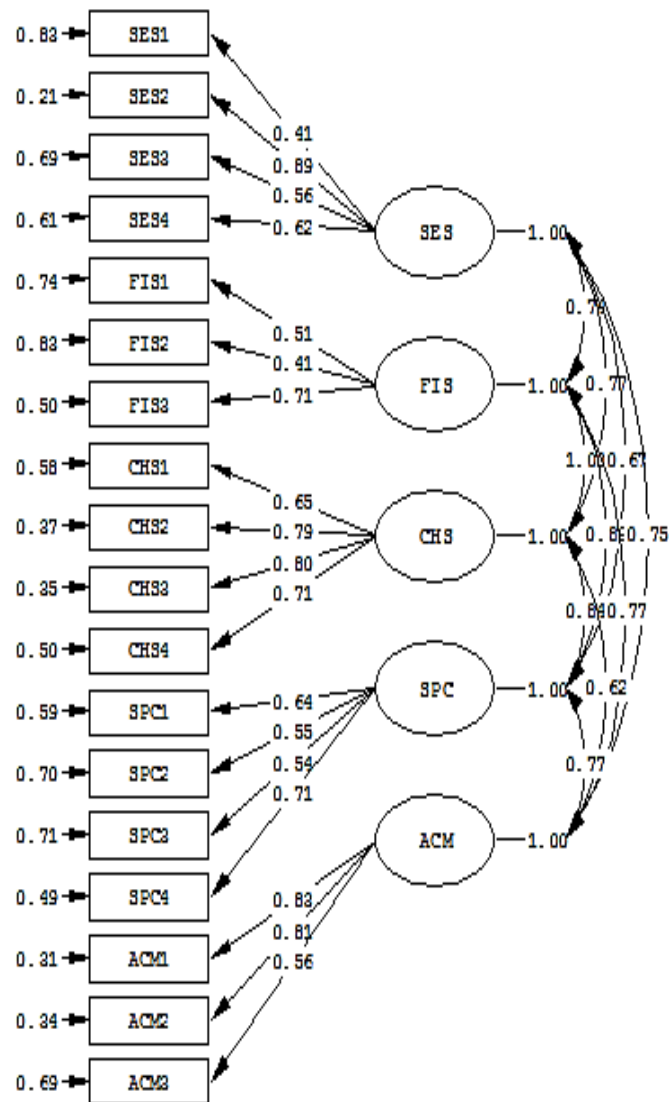 0.83 SES1
0.41
0.21 SES2
0.89
0.69 SES3
0.56
0.61 SES4
0.62
SES 1.00
0.74 FIS1
0.51
0.83 FIS2
0.41
0.50 FIS3
0.71
FIS 1.00
0.77
0.58 CHS1
0.65
1.03 0.67
0.37 CHS2
0.79
CHS 1.00
0.75
0.35 CHS3
0.80
0.50 CHS4
0.71
0.77
0.59 SPC1
0.64
SPC 1.00
0.62
0.70 SPC2
0.55
0.71 SPC3
0.54
0.49 SPC4
0.71
0.77
ACM 1.00
0.31 ACM1
0.83
0.34 ACM2
0.81
0.69 ACM3
0.56